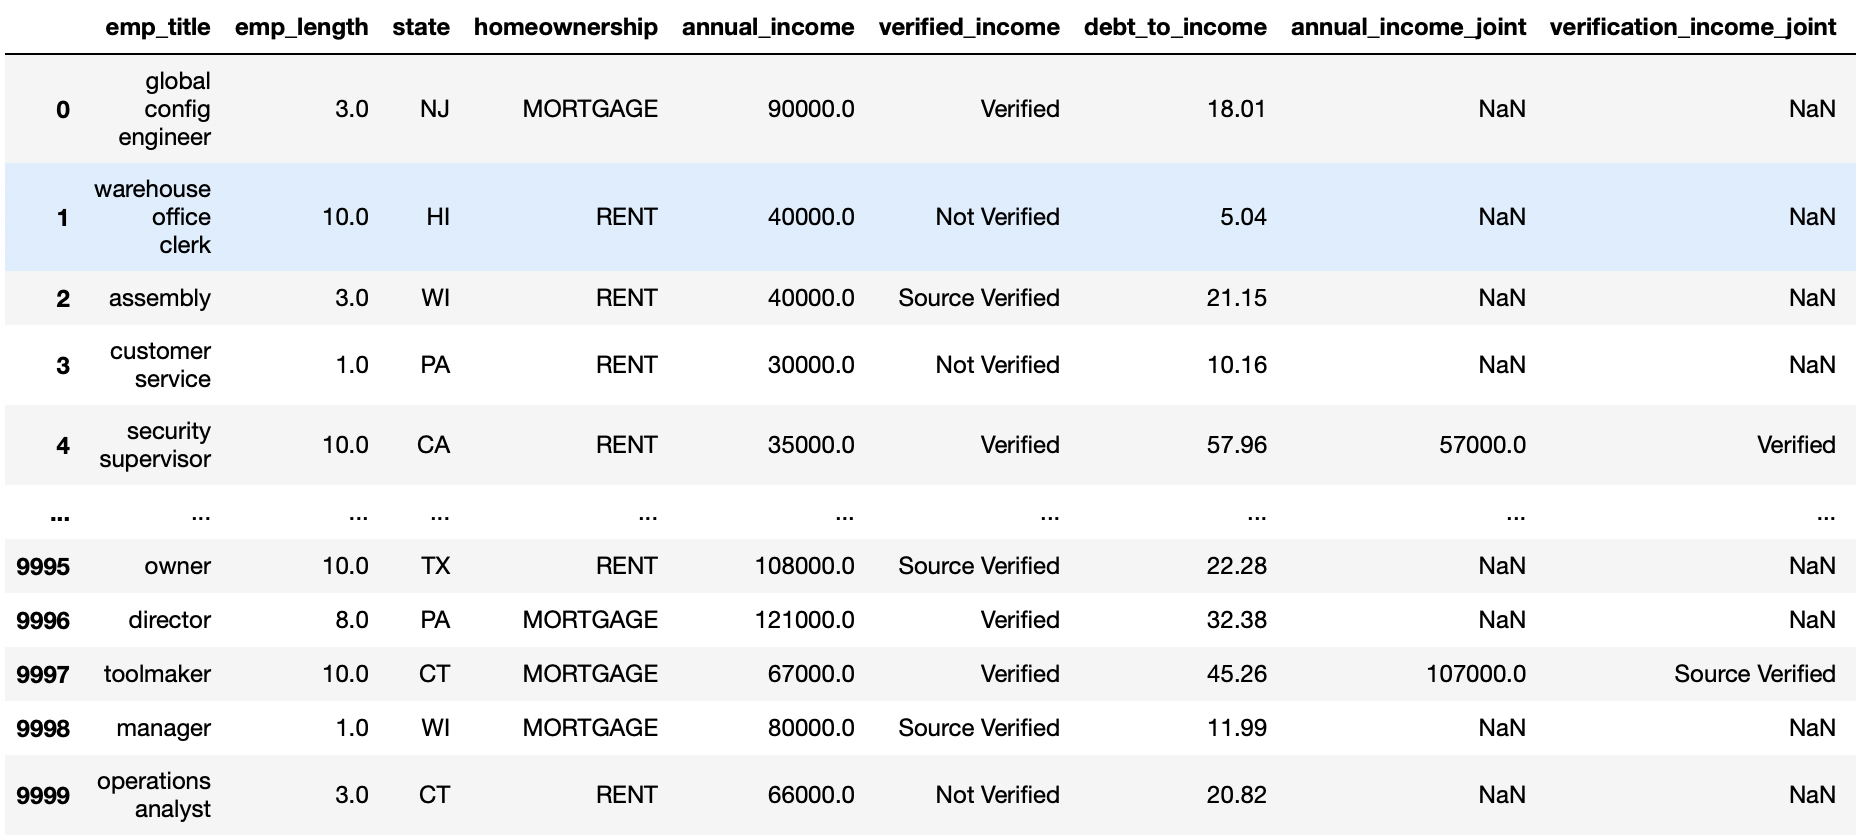 emp_title emp_length state homeownership annual_income verified_income debt_to_income annual_income_joint verification_income_joint
0 global config engineer 3.0 NJ MORTGAGE 90000.0 Verified 18.01 NaN NaN
1 warehouse office clerk 10.0 HI RENT 40000.0 Not Verified 5.04 NaN NaN
2 assembly 3.0 WI RENT 40000.0 Source Verified 21.15 NaN NaN
3 customer service 1.0 PA RENT 30000.0 Not Verified 10.16 NaN NaN
4 security supervisor 10.0 CA RENT 35000.0 Verified 57.96 57000.0 Verified
... ... ... ... ... ... ... ... ... ...
9995 owner 10.0 TX RENT 108000.0 Source Verified 22.28 NaN NaN
9996 director 8.0 PA MORTGAGE 121000.0 Verified 32.38 NaN NaN
9997 toolmaker 10.0 CT MORTGAGE 67000.0 Verified 45.26 107000.0 Source Verified
9998 manager 1.0 WI MORTGAGE 80000.0 Source Verified 11.99 NaN NaN
9999 operations analyst 3.0 CT RENT 66000.0 Not Verified 20.82 NaN NaN